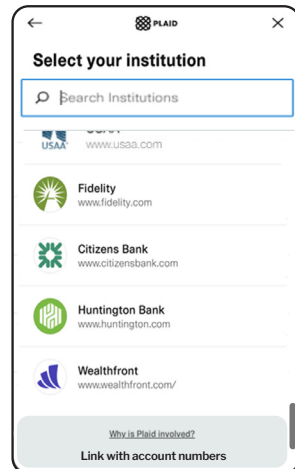 PLAID
Select your institution
Search Institutions
USAA
www.usaa.com
Fidelity
www.fidelity.com
Citizens Bank
www.citizensbank.com
Huntington Bank
www.huntington.com
Wealthfront
www.wealthfront.com/
Why is Plaid involved?
Link with account numbers